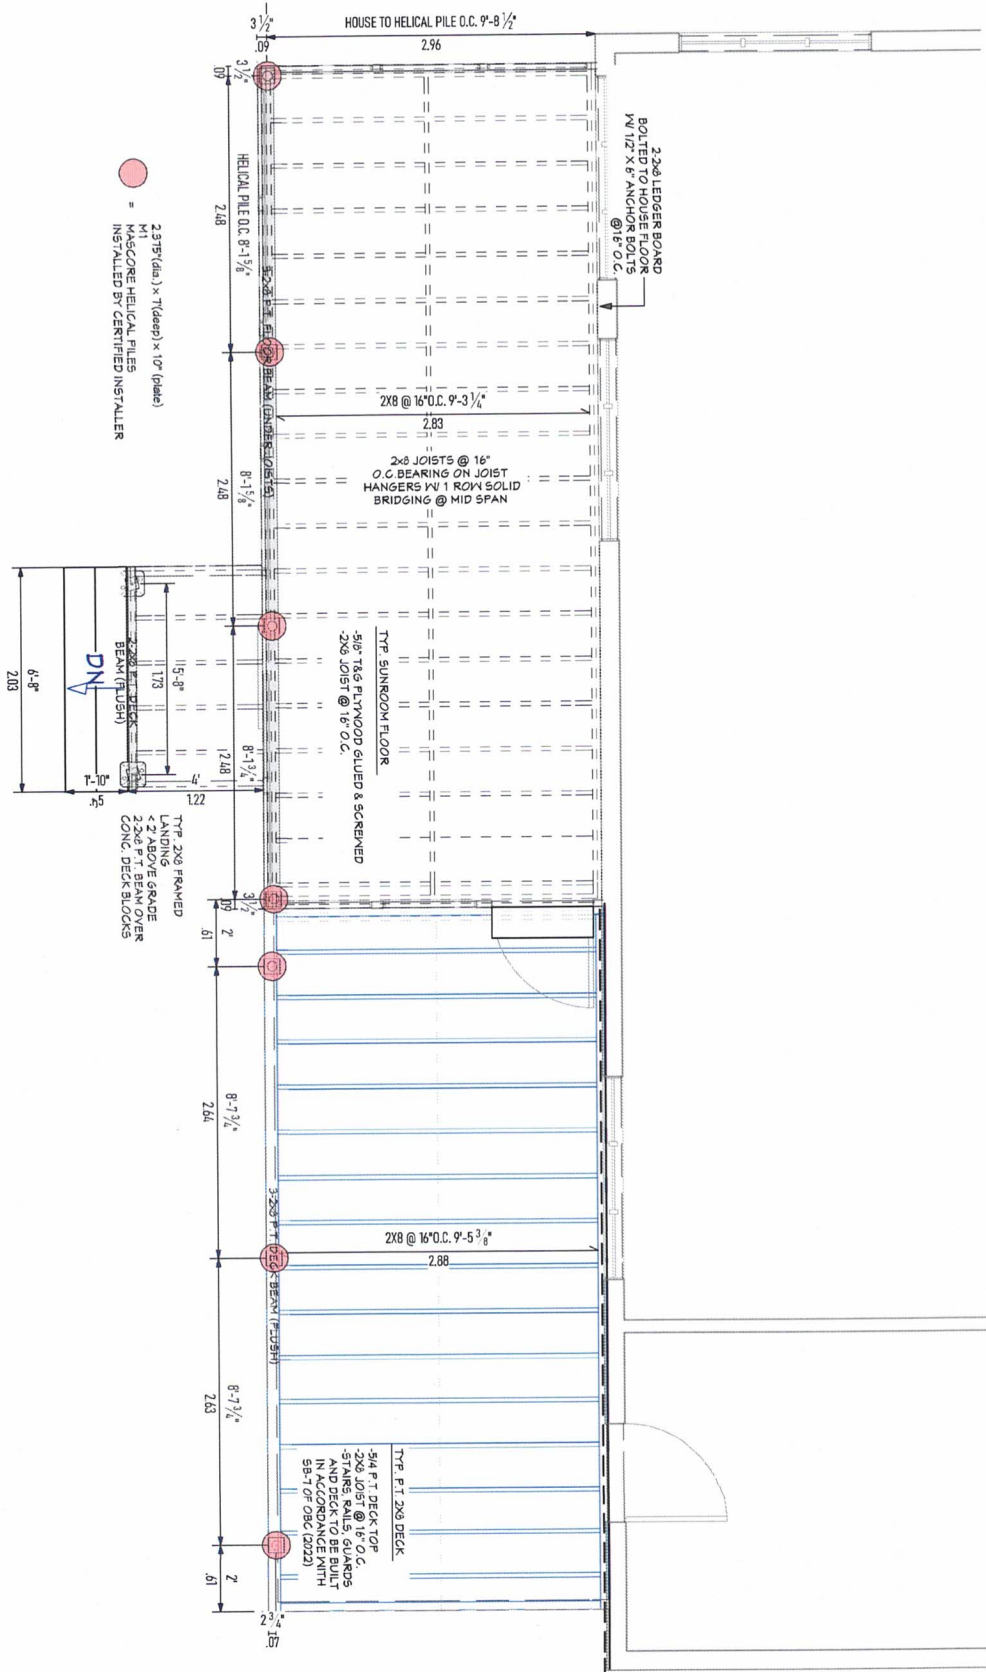 3 ½"
.09
HOUSE TO HELICAL PILE O.C. 9'-8 ½"
2.96
3 ½"
.09
2-2x8 LEDGER BOARD
BOLTED TO HOUSE FLOOR
W/ 1/2" X 6" ANCHOR BOLTS
@16" O.C.
HELICAL PILE O.C. 8'-1 ⅝"
2.48
=
2.375"(dia.) x 7'(deep) x 10" (plate)
M1
MASCORE HELICAL PILES
INSTALLED BY CERTIFIED INSTALLER
3-2x8 P.T. FLOOR BEAM (UNDER JOISTS)
2X8 @ 16"O.C. 9'-3 ¼"
2.83
2x8 JOISTS @ 16"
O.C. BEARING ON JOIST
HANGERS W/ 1 ROW SOLID
BRIDGING @ MID SPAN
8'-1 ⅝"
2.48
TYP. SUNROOM FLOOR
-5/8" T&G PLYWOOD GLUED & SCREWED
-2X8 JOIST @ 16" O.C.
8'-1 ¾"
2.48
6'-8"
2.03
DN
2-2x8 P.T. DECK
BEAM (FLUSH)
5'-8"
1.73
1'-10"
.55
4'
1.22
TYP. 2X8 FRAMED
LANDING
< 2' ABOVE GRADE
2-2x8 P.T. BEAM OVER
CONC. DECK BLOCKS
3 ½"
.09
2'
.61
8'-7 ¾"
2.64
3-2x8 P.T. DECK BEAM (FLUSH)
2X8 @ 16"O.C. 9'-5 ⅜"
2.88
8'-7 ¾"
2.63
TYP. P.T. 2X8 DECK
-5/4 P.T. DECK TOP
-2X8 JOIST @ 16" O.C.
-STAIRS, RAILS, GUARDS
AND DECK TO BE BUILT
IN ACCORDANCE WITH
SB-7 OF OBC (2022)
2'
.61
2 ¾"
.07